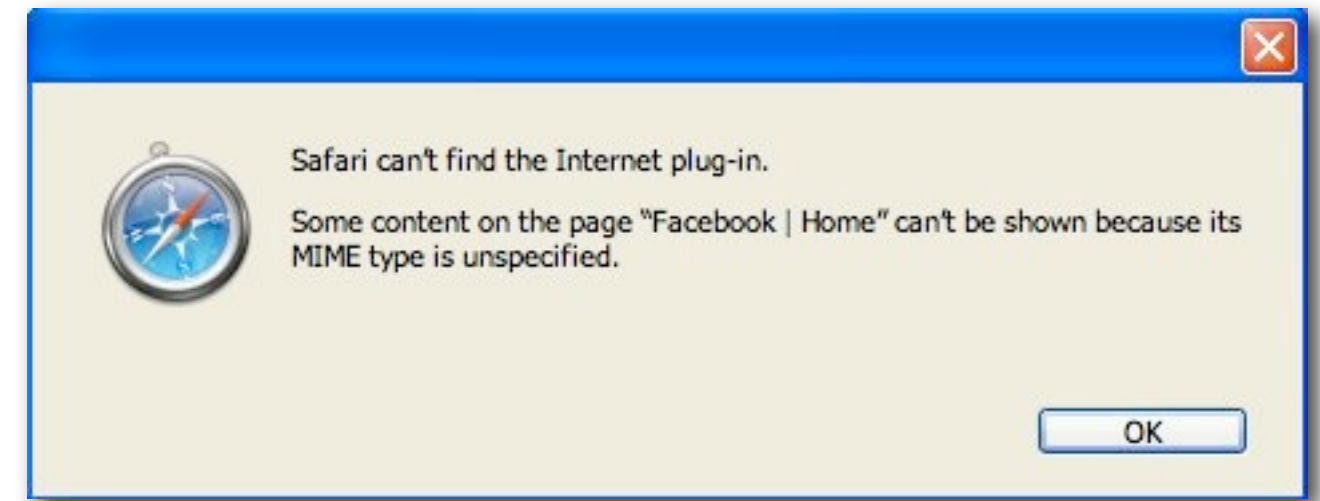 Safari can't find the Internet plug-in.
Some content on the page “Facebook | Home” can't be shown because its
MIME type is unspecified.
OK